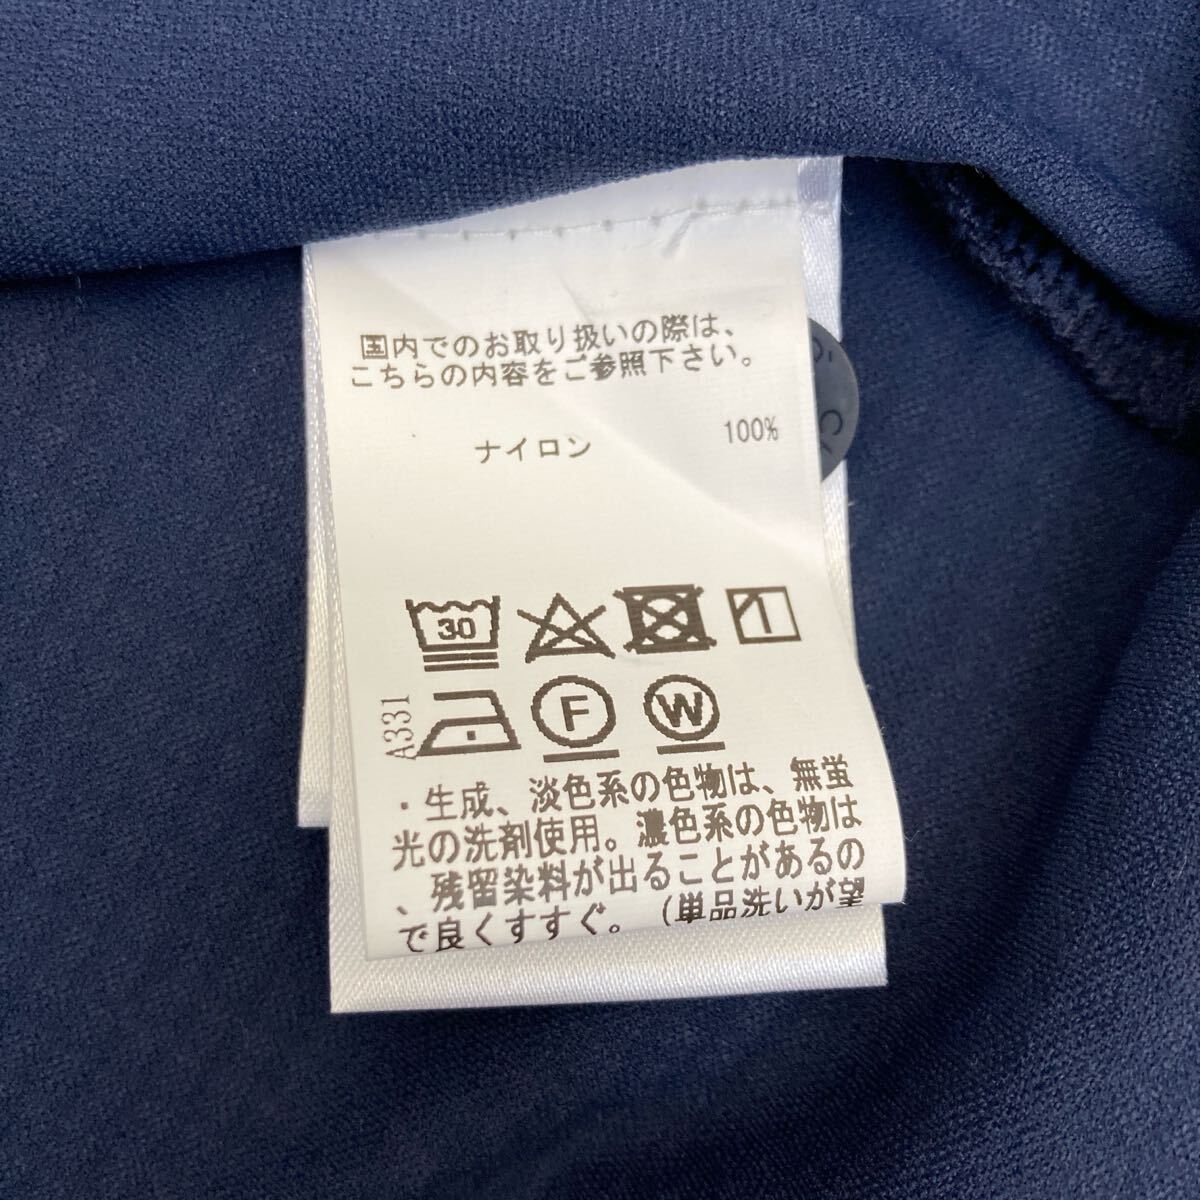 国内でのお取り扱いの際は、
こちらの内容をご参照下さい。
ナイロン 100%
30
F W
A331
・生成、淡色系の色物は、無蛍
光の洗剤使用。濃色系の色物は
、残留染料が出ることがあるの
で良くすすぐ。（単品洗いが望